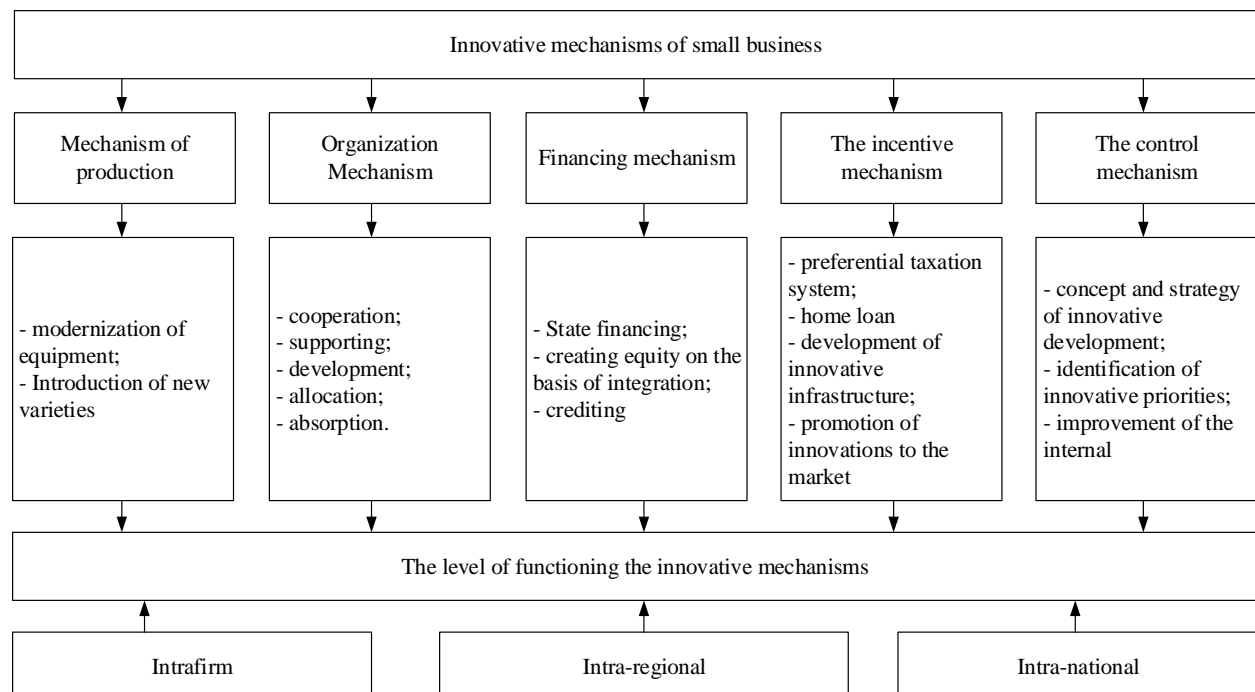 Innovative mechanisms of small business
Mechanism of
production
Organization
Mechanism
Financing mechanism
The incentive
mechanism
The control
mechanism
- modernization of
equipment;
- Introduction of new
varieties
- cooperation;
- supporting;
- development;
- allocation;
- absorption.
- State financing;
- creating equity on the
basis of integration;
- crediting
- preferential taxation
system;
- home loan
- development of
innovative
infrastructure;
- promotion of
innovations to the
market
- concept and strategy
of innovative
development;
- identification of
innovative priorities;
- improvement of the
internal
The level of functioning the innovative mechanisms
Intrafirm
Intra-regional
Intra-national